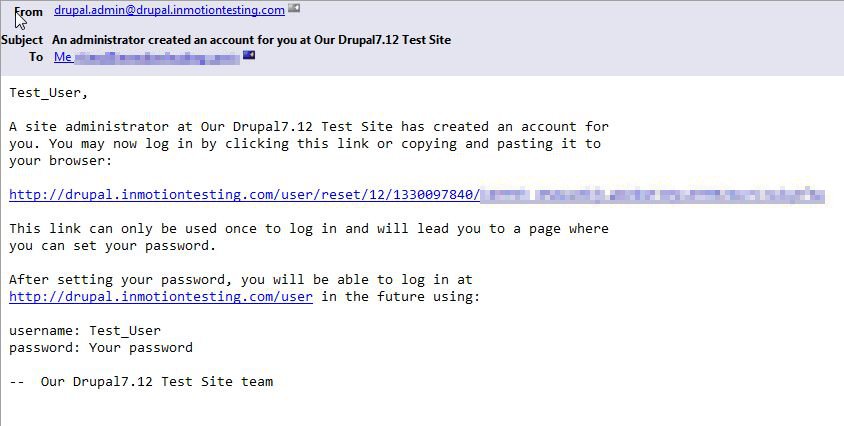 From drupal.admin@drupal.inmotiontesting.com
Subject An administrator created an account for you at Our Drupal7.12 Test Site
To Me
Test_User,
A site administrator at Our Drupal7.12 Test Site has created an account for
you. You may now log in by clicking this link or copying and pasting it to
your browser:
http://drupal.inmotiontesting.com/user/reset/12/1330097840/
This link can only be used once to log in and will lead you to a page where
you can set your password.
After setting your password, you will be able to log in at
http://drupal.inmotiontesting.com/user in the future using:
username: Test_User
password: Your password
--  Our Drupal7.12 Test Site team